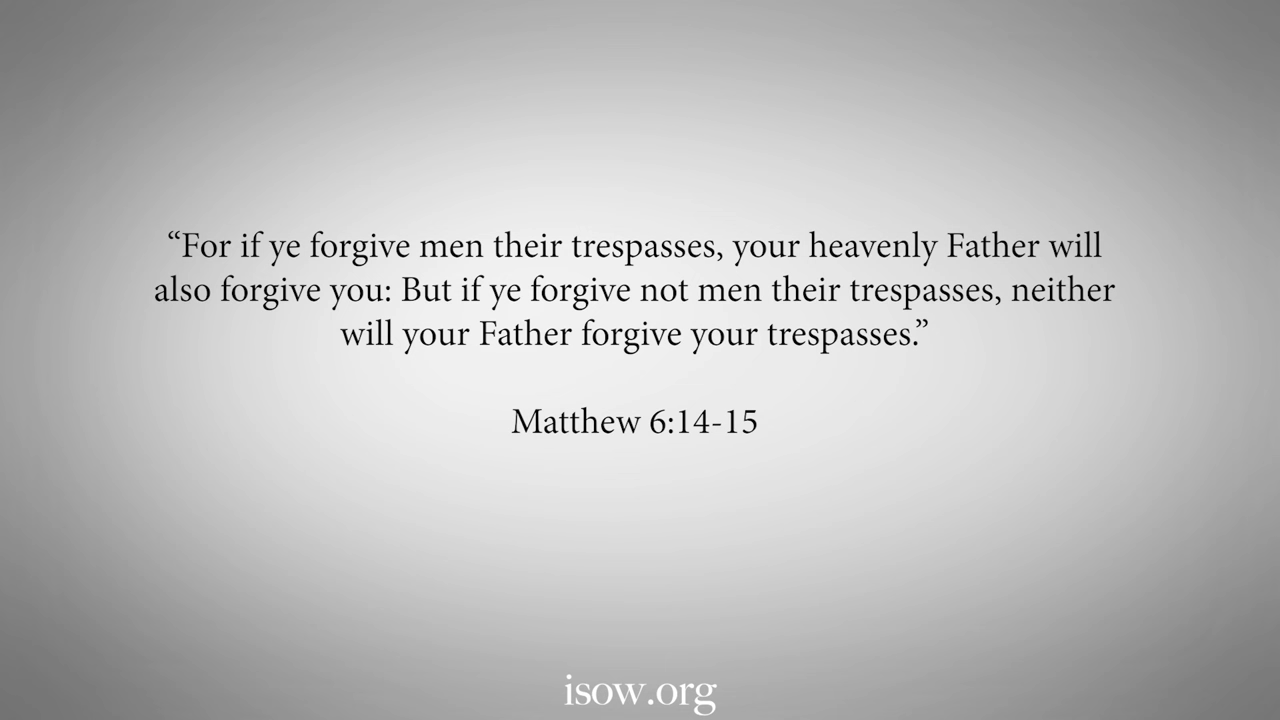 “For if ye forgive men their trespasses, your heavenly Father will
also forgive you: But if ye forgive not men their trespasses, neither
will your Father forgive your trespasses.”
Matthew 6:14-15
isow.org